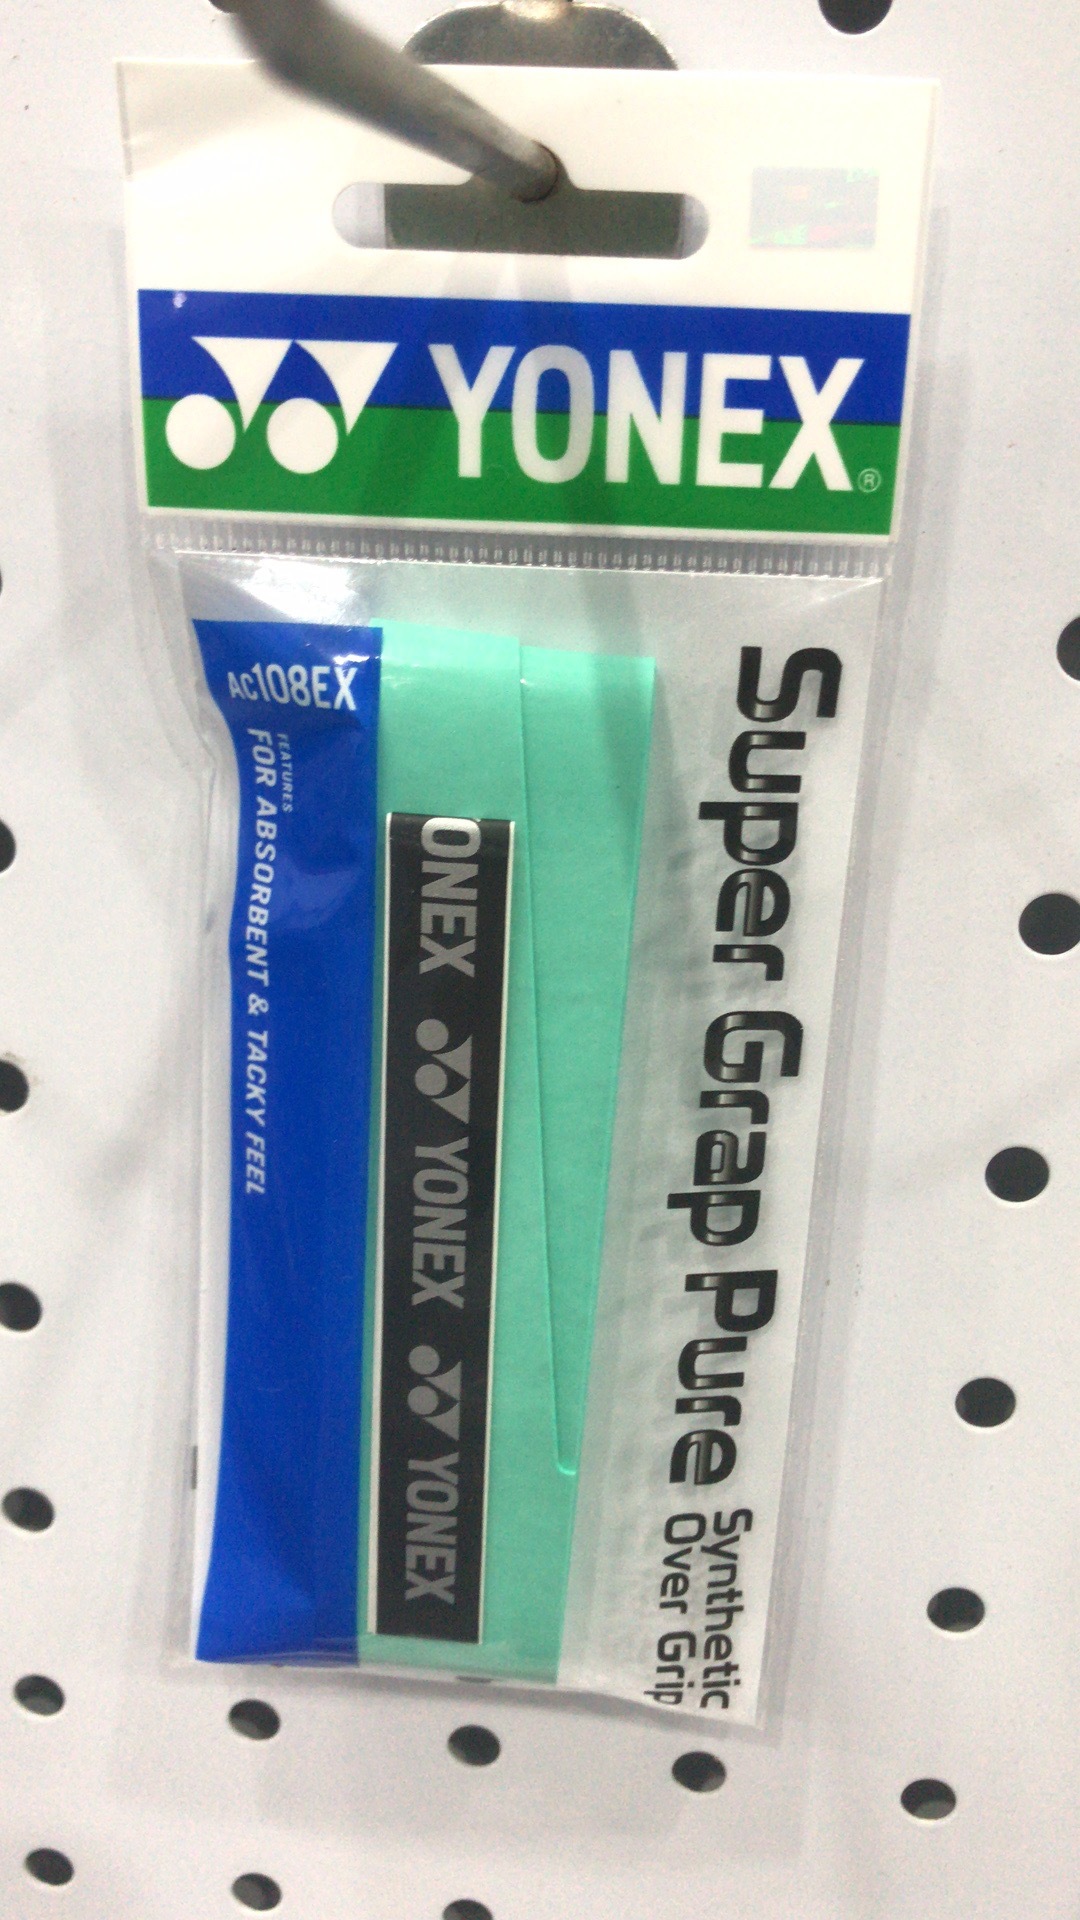 YONEX®
AC108EX
FEATURES
FOR ABSORBENT & TACKY FEEL
ONEX YONEX YONEX
Super Grap Pure
Synthetic
Over Grip